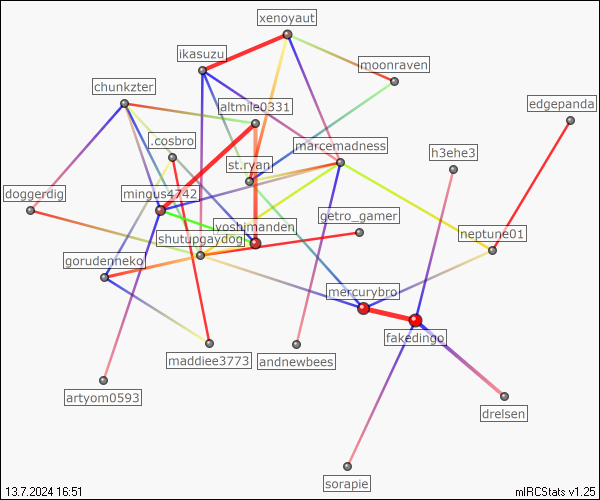 xenoyaut
ikasuzu
moonraven
chunkzter
altmile0331
edgepanda
.cosbro
marcemadness
h3ehe3
st.ryan
doggerdig
mingus4742
getro_gamer
yoshimanden
neptune01
shutupgaydog
gorudenneko
mercurybro
fakedingo
maddiee3773
andnewbees
artyom0593
drelsen
sorapie
13.7.2024 16:51
mIRCStats v1.25